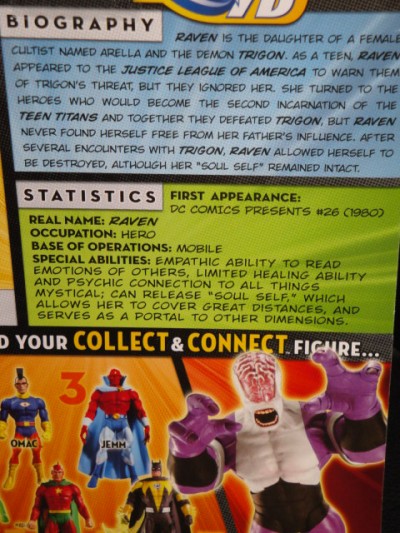 BIOGRAPHY
RAVEN IS THE DAUGHTER OF A FEMALE
CULTIST NAMED ARELLA AND THE DEMON TRIGON. AS A TEEN, RAVEN
APPEARED TO THE JUSTICE LEAGUE OF AMERICA TO WARN THEM
OF TRIGON'S THREAT, BUT THEY IGNORED HER. SHE TURNED TO THE
HEROES WHO WOULD BECOME THE SECOND INCARNATION OF THE
TEEN TITANS AND TOGETHER THEY DEFEATED TRIGON, BUT RAVEN
NEVER FOUND HERSELF FREE FROM HER FATHER'S INFLUENCE. AFTER
SEVERAL ENCOUNTERS WITH TRIGON, RAVEN ALLOWED HERSELF TO
BE DESTROYED, ALTHOUGH HER "SOUL SELF" REMAINED INTACT.
STATISTICS
FIRST APPEARANCE:
DC COMICS PRESENTS #26 (1980)
REAL NAME: RAVEN
OCCUPATION: HERO
BASE OF OPERATIONS: MOBILE
SPECIAL ABILITIES: EMPATHIC ABILITY TO READ
EMOTIONS OF OTHERS, LIMITED HEALING ABILITY
AND PSYCHIC CONNECTION TO ALL THINGS
MYSTICAL; CAN RELEASE "SOUL SELF," WHICH
ALLOWS HER TO COVER GREAT DISTANCES, AND
SERVES AS A PORTAL TO OTHER DIMENSIONS.
D YOUR COLLECT & CONNECT FIGURE...
3
OMAC
JEMM